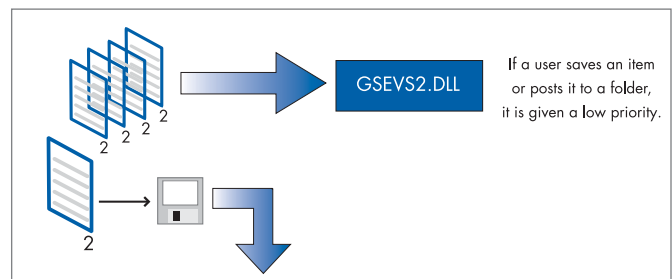 GSEVS2.DLL
If a user saves an item
or posts it to a folder,
it is given a low priority.
2
2
2
2
2